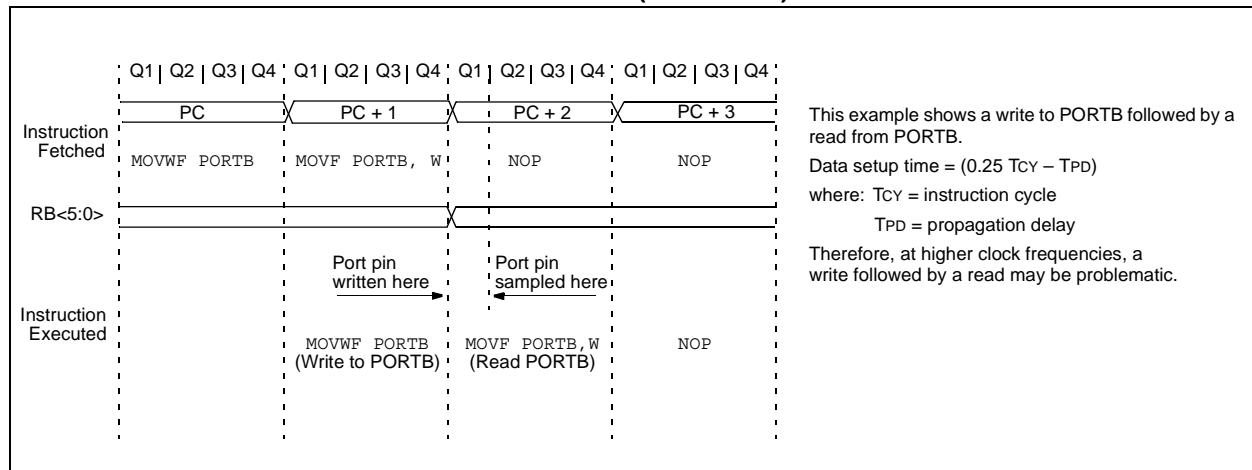 Q1 | Q2 | Q3 | Q4 Q1 | Q2 | Q3 | Q4 Q1 | Q2 | Q3 | Q4 Q1 | Q2 | Q3 | Q4
PC PC + 1 PC + 2 PC + 3
Instruction
Fetched
MOVWF PORTB MOVF PORTB, W NOP NOP
RB<5:0>
Port pin
written here
Port pin
sampled here
Instruction
Executed
MOVWF PORTB
(Write to PORTB)
MOVF PORTB,W
(Read PORTB)
NOP
This example shows a write to PORTB followed by a
read from PORTB.
Data setup time = (0.25 TCY – TPD)
where: TCY = instruction cycle
TPD = propagation delay
Therefore, at higher clock frequencies, a
write followed by a read may be problematic.